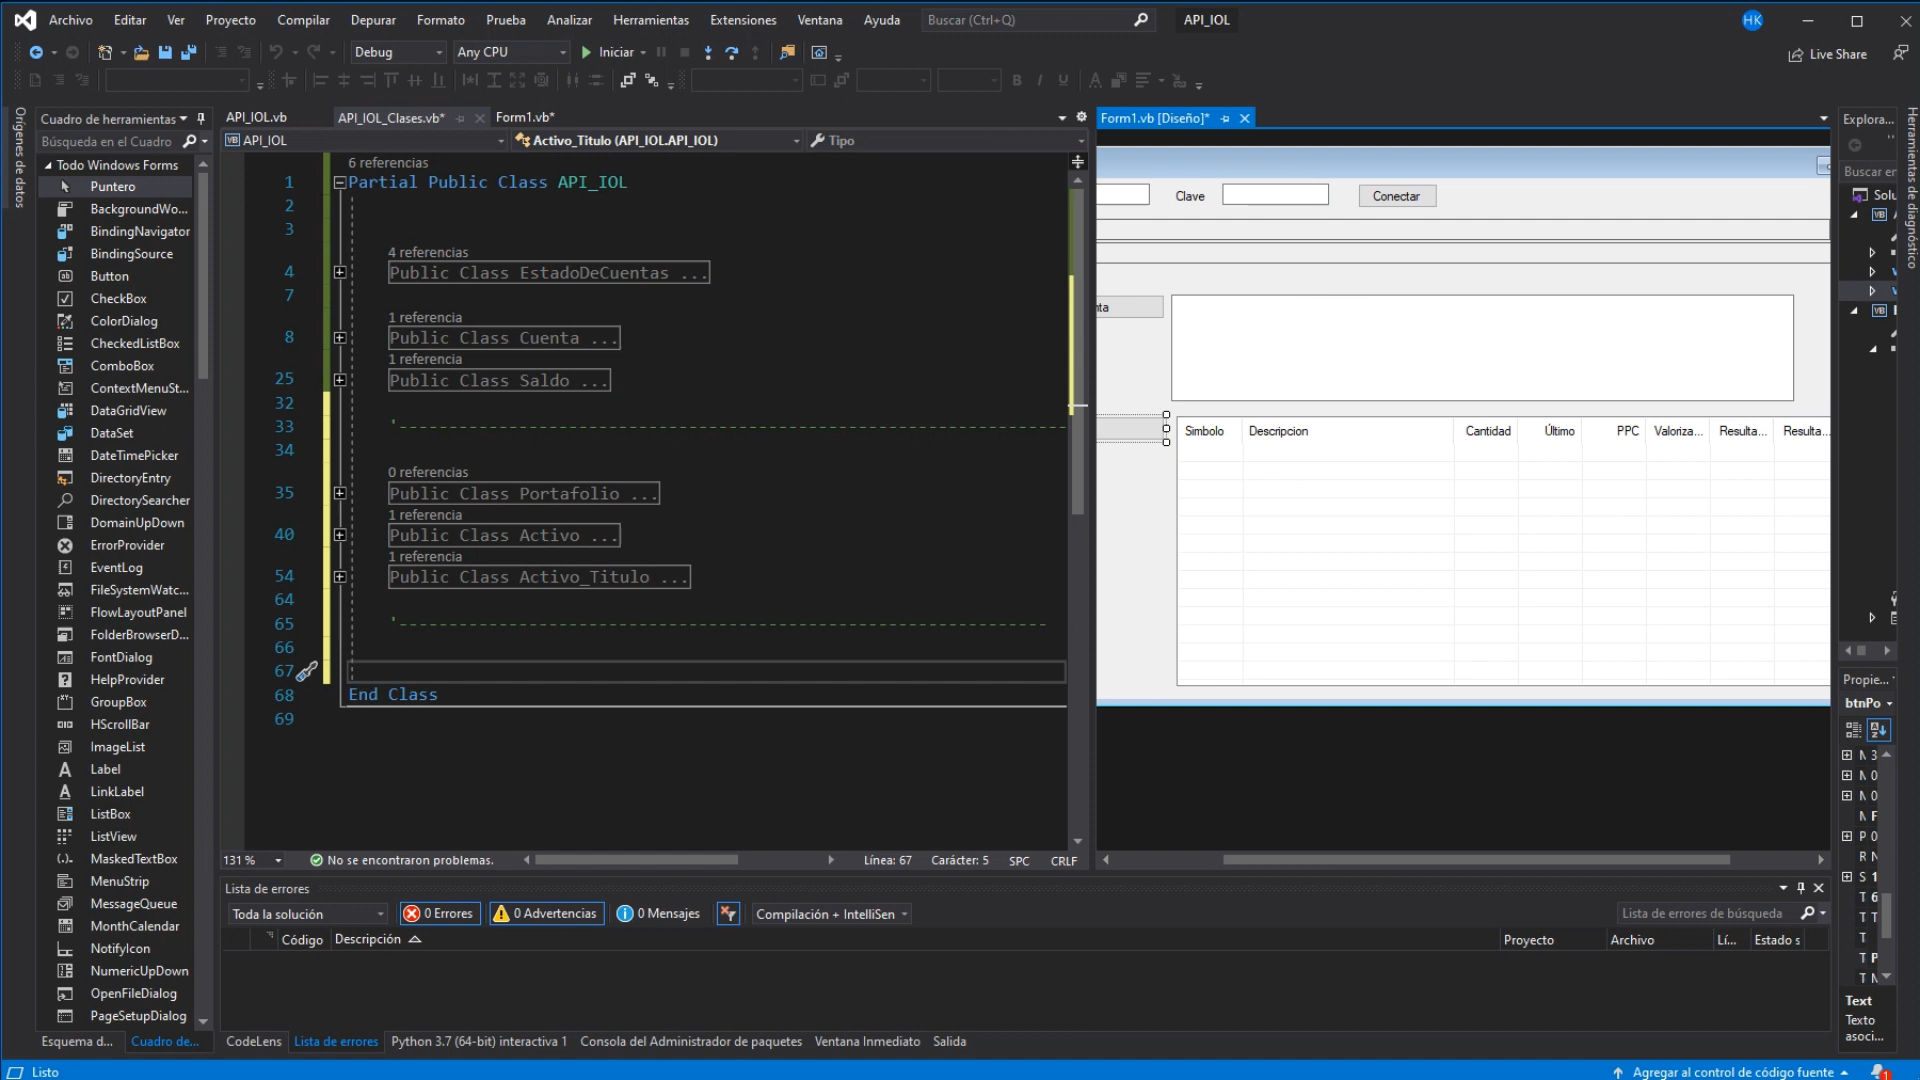 Archivo Editar Ver Proyecto Compilar Depurar Formato Prueba Analizar Herramientas Extensiones Ventana Ayuda Buscar (Ctrl+Q) API_IOL HK
Debug Any CPU Iniciar Live Share
Orígenes de datos
Cuadro de herramientas
Búsqueda en el Cuadro
Todo Windows Forms
Puntero
BackgroundWo...
BindingNavigator
BindingSource
Button
CheckBox
ColorDialog
CheckedListBox
ComboBox
ContextMenuSt...
DataGridView
DataSet
DateTimePicker
DirectoryEntry
DirectorySearcher
DomainUpDown
ErrorProvider
EventLog
FileSystemWatc...
FlowLayoutPanel
FolderBrowserD...
FontDialog
HelpProvider
GroupBox
HScrollBar
ImageList
Label
LinkLabel
ListBox
ListView
MaskedTextBox
MenuStrip
MessageQueue
MonthCalendar
NotifyIcon
NumericUpDown
OpenFileDialog
PageSetupDialog
Esquema d... Cuadro de...
API_IOL.vb API_IOL_Clases.vb* Form1.vb*
API_IOL Activo_Titulo (API_IOL.API_IOL) Tipo
6 referencias
1 Partial Public Class API_IOL
2
3
4 referencias
4 Public Class EstadoDeCuentas ...
7
1 referencia
8 Public Class Cuenta ...
1 referencia
25 Public Class Saldo ...
32
33 '-------------------------------------------------------------------
34
0 referencias
35 Public Class Portafolio ...
1 referencia
40 Public Class Activo ...
1 referencia
54 Public Class Activo_Titulo ...
64
65 '-----------------------------------------------------------------
66
67
68 End Class
69
131 % No se encontraron problemas. Línea: 67 Carácter: 5 SPC CRLF
Form1.vb [Diseño]*
Clave Conectar
nta
Simbolo Descripcion Cantidad Último PPC Valoriza... Resulta... Resulta...
Explora...
Buscar en
Solu
Herramientas de diagnóstico
Propie...
btnPo
Text
Texto
asoci...
Lista de errores
Toda la solución 0 Errores 0 Advertencias 0 Mensajes Compilación + IntelliSen Lista de errores de búsqueda
Código Descripción Proyecto Archivo Lí... Estado s
CodeLens Lista de errores Python 3.7 (64-bit) interactiva 1 Consola del Administrador de paquetes Ventana Inmediato Salida
Listo Agregar al control de código fuente 1